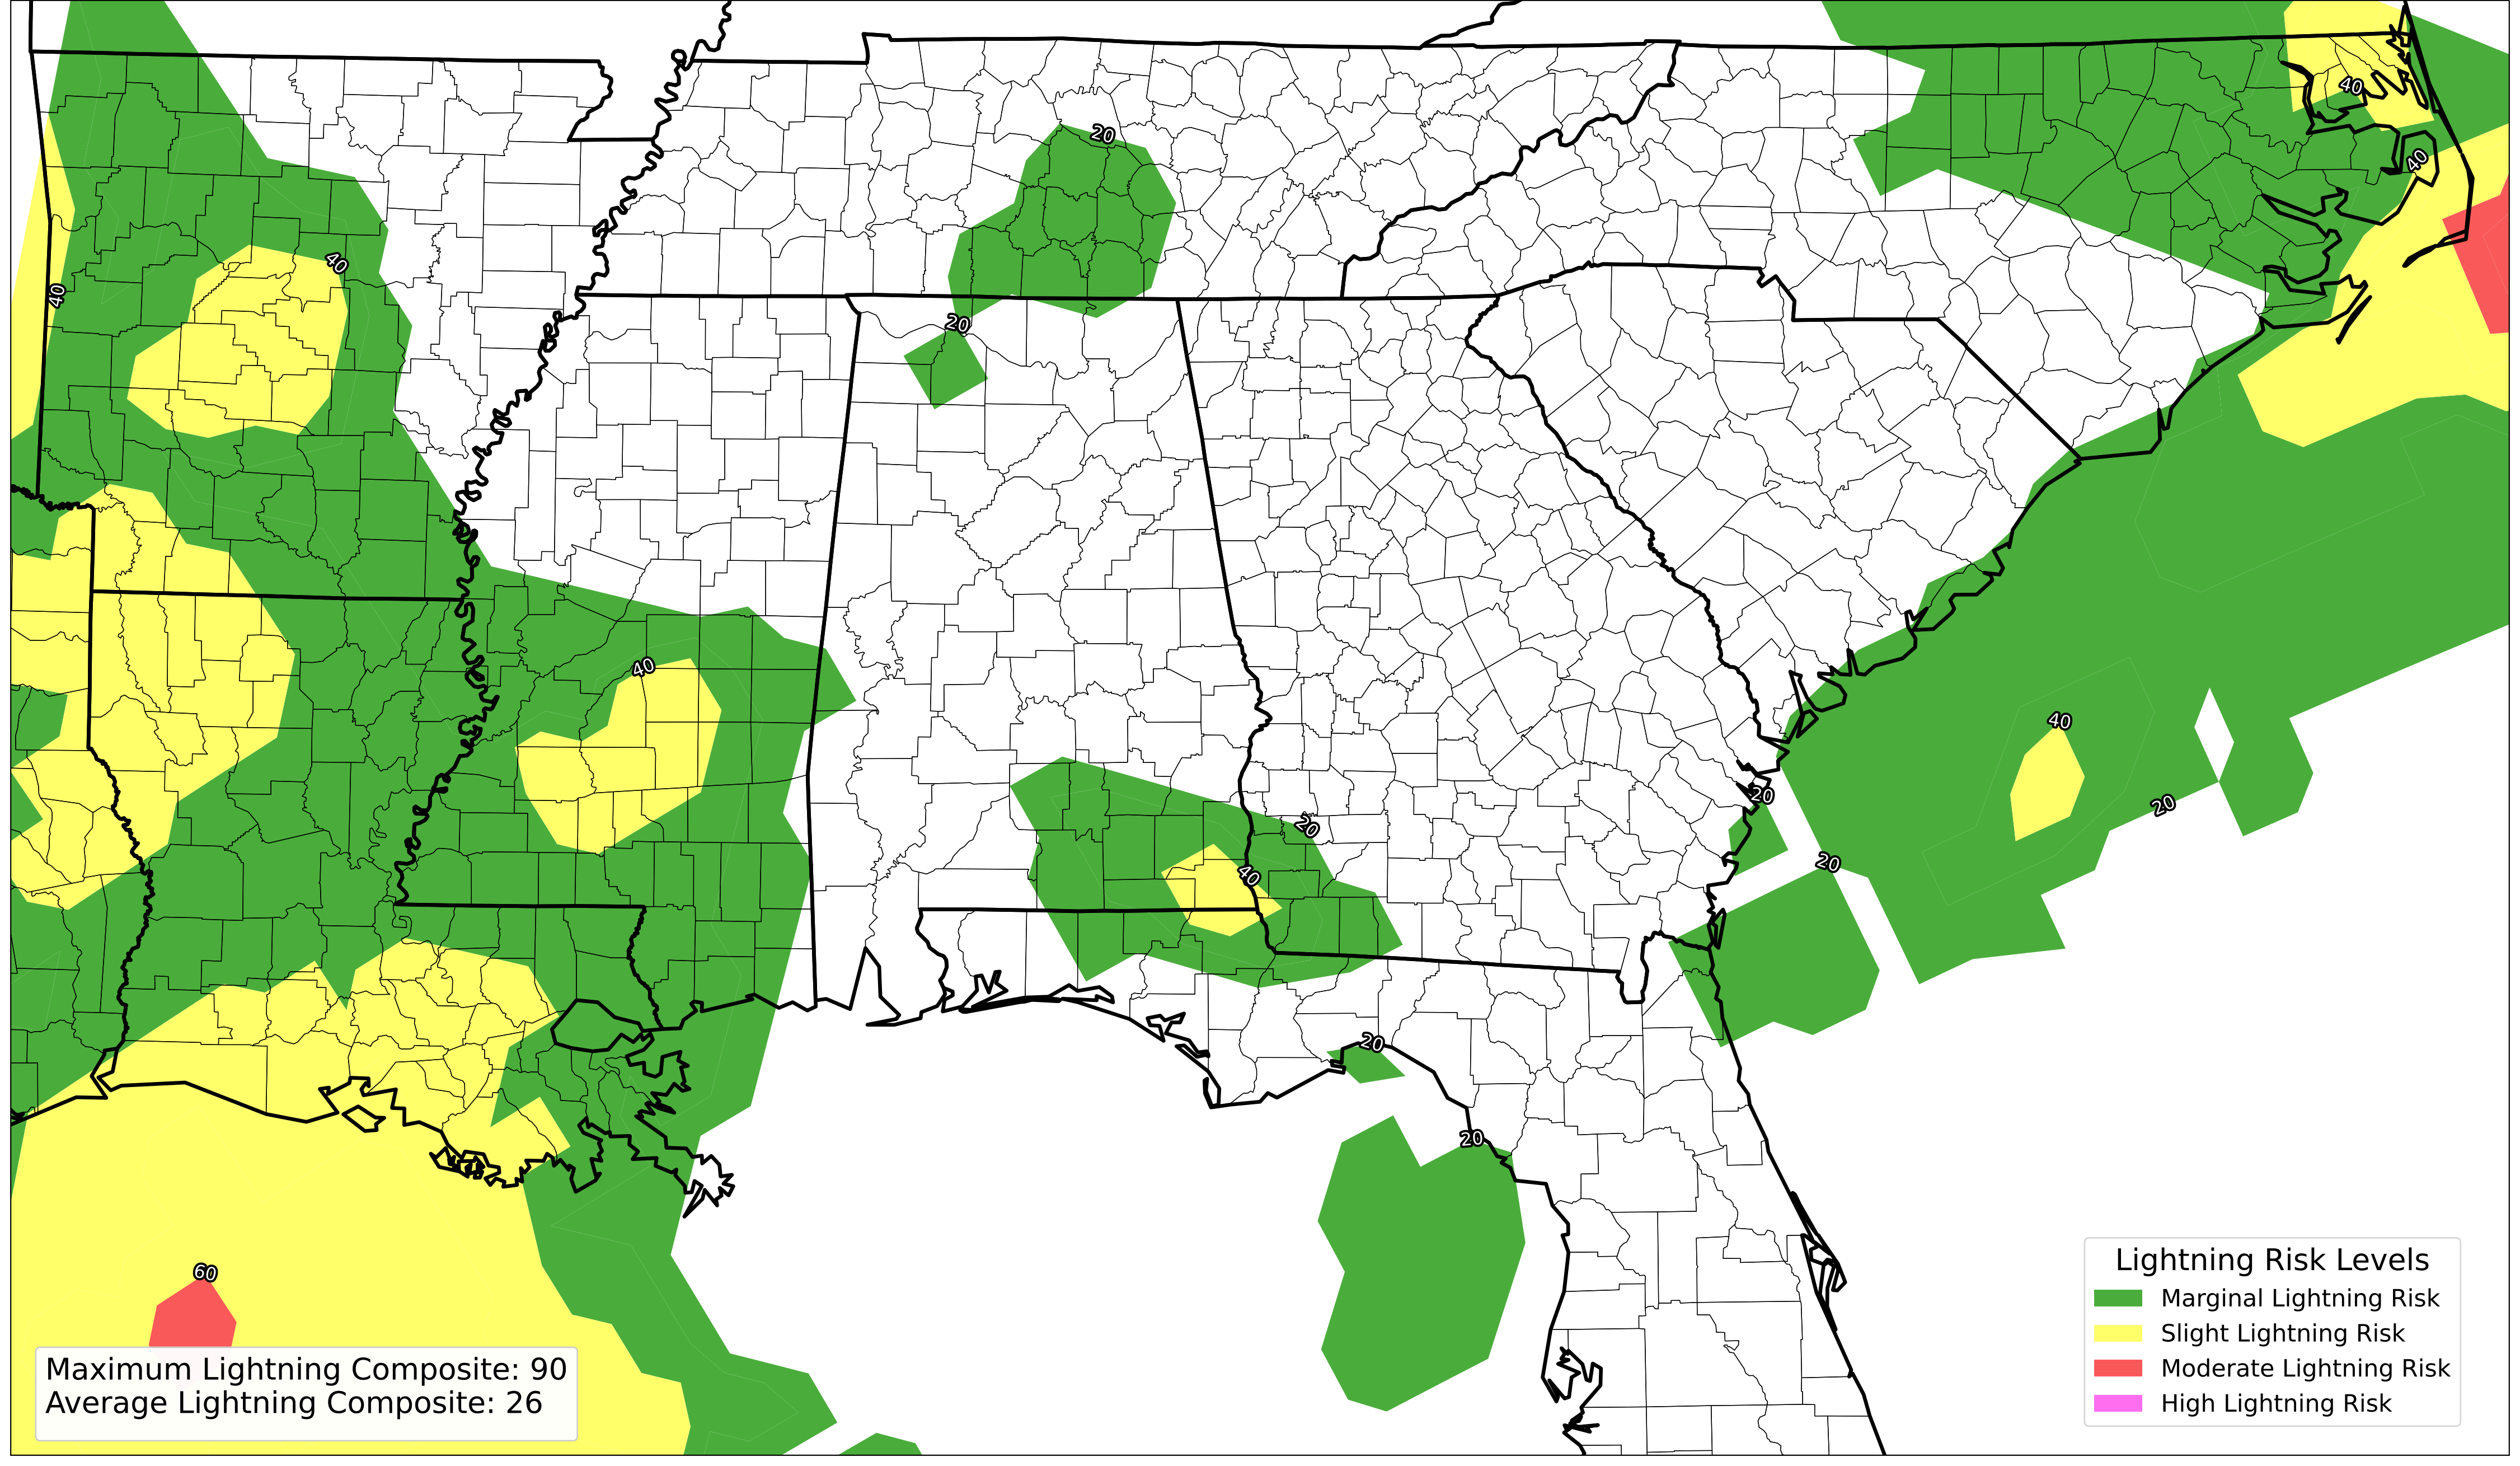 20
40
40
40
40
20
20
40
40
20
20
20
40
20
20
20
60
Maximum Lightning Composite: 90
Average Lightning Composite: 26
Lightning Risk Levels
Marginal Lightning Risk
Slight Lightning Risk
Moderate Lightning Risk
High Lightning Risk